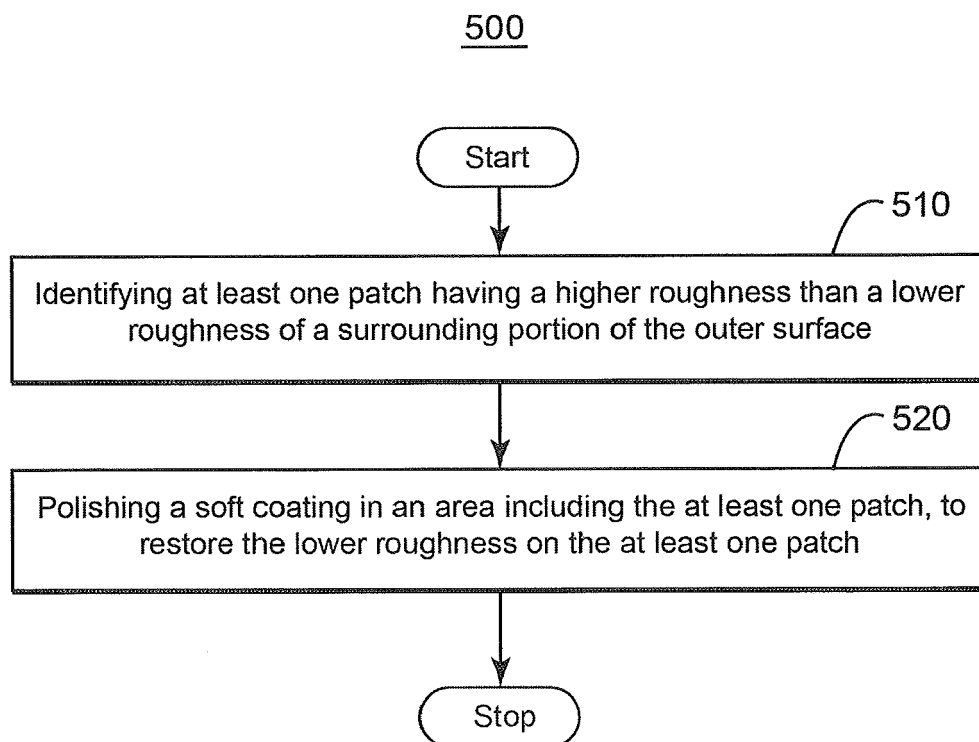 500
Start
510
Identifying at least one patch having a higher roughness than a lower
roughness of a surrounding portion of the outer surface
520
Polishing a soft coating in an area including the at least one patch, to
restore the lower roughness on the at least one patch
Stop